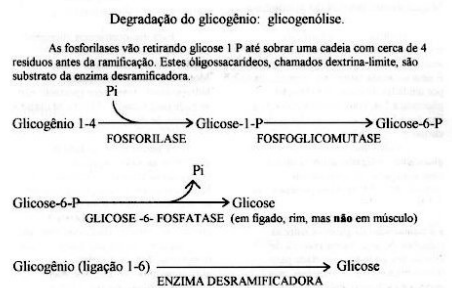 Degradação do glicogênio: glicogenólise.
As fosforilases vão retirando glicose 1 P até sobrar uma cadeia com cerca de 4
resíduos antes da ramificação. Estes óligossacarídeos, chamados dextrina-limite, são
substrato da enzima desramificadora.
Pi
Glicogênio 1-4 Glicose-1-P Glicose-6-P
FOSFORILASE FOSFOGLICOMUTASE
Pi
Glicose-6-P Glicose
GLICOSE -6- FOSFATASE (em fígado, rim, mas não em músculo)
Glicogênio (ligação 1-6) Glicose
ENZIMA DESRAMIFICADORA